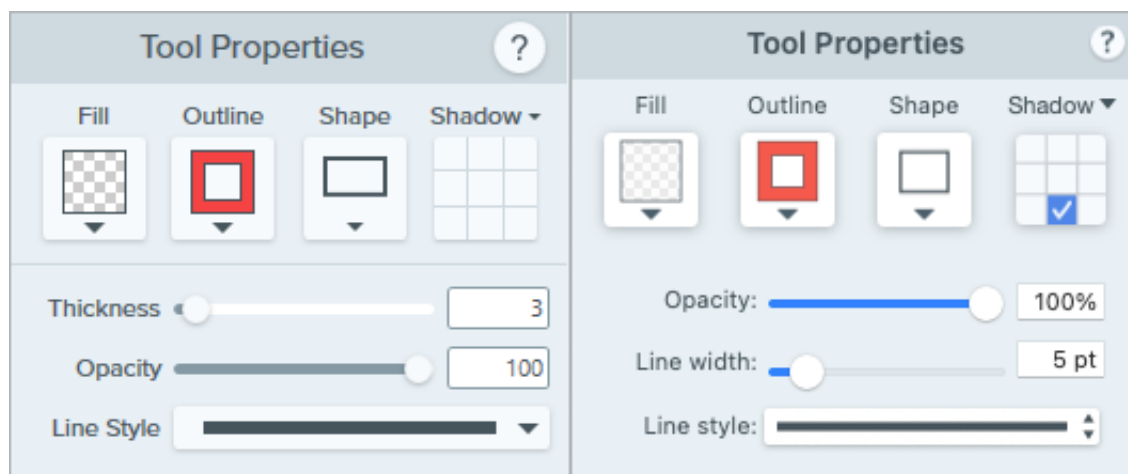 Tool Properties ?
Fill Outline Shape Shadow
Thickness 3
Opacity 100
Line Style
Tool Properties ?
Fill Outline Shape Shadow
Opacity: 100%
Line width: 5 pt
Line style: